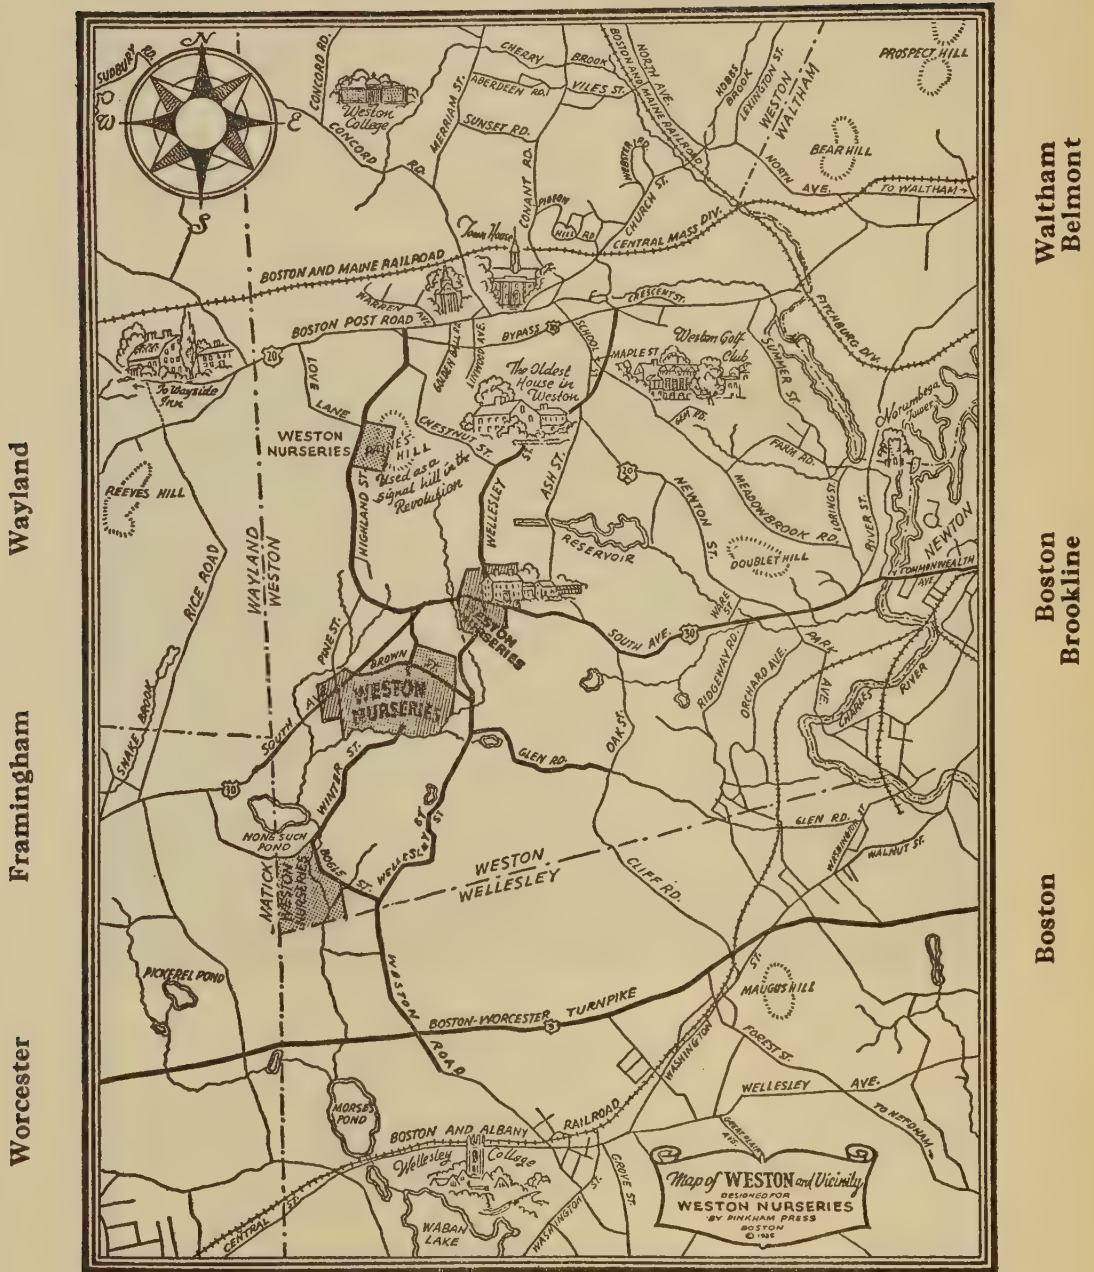 N
W
E
S
SUDBURY RD.
CONCORD RD.
Weston College
CONCORD RD.
MERRIAM ST.
CHERRY BROOK
ABERDEEN RD.
VILES ST.
SUNSET RD.
CONANT RD.
BOSTON AND MAINE RAILROAD
NORTH AVE.
HOBBS BROOK
LEXINGTON ST.
WESTON
WALTHAM
PROSPECT HILL
BEAR HILL
NORTH AVE.
TO WALTHAM
WEBSTER RD.
CHURCH ST.
PIGEON HILL RD
CENTRAL MASS DIV.
Town House
BOSTON AND MAINE RAILROAD
WARREN AVE
BOSTON POST ROAD
20
BYPASS
CRESCENT ST.
FITCHBURG DIV.
To Wayside Inn
LOVE LANE
GOLDEN BALL RD.
LINWOOD AVE.
SCHOOL ST
MAPLE ST
Weston Golf Club
SUMMER ST.
The Oldest House in Weston
Norumbega Tower
WESTON NURSERIES
HILL
Used as a signal hill in the Revolution
CHESTNUT ST.
FARM RD.
REEVES HILL
HIGHLAND ST.
WELLESLEY ST.
ASH ST.
20
NEWTON ST.
MEADOWBROOK RD.
LORING ST.
RIVER ST.
NEWTON
RESERVOIR
DOUBLET HILL
COMMONWEALTH AVE
RICE ROAD
WAYLAND
WESTON
WESTON NURSERIES
SOUTH AVE.
30
WARE ST
RIDGEWAY RD.
ORCHARD AVE.
PARK AVE.
CHARLES RIVER
PINE ST.
BROWN ST.
WESTON NURSERIES
SOUTH AVE
30
SNAKE BROOK
WINTER ST.
GLEN RD.
OAK ST.
NONE SUCH POND
BOGLE ST.
WELLESLEY ST
NATICK
WESTON NURSERIES
WESTON
WELLESLEY
CLIFF RD.
GLEN RD.
WASHINGTON ST
WALNUT ST.
PICKEREL POND
WESTON ROAD
BOSTON-WORCESTER TURNPIKE
MAUGUS HILL
WASHINGTON ST.
FOREST ST.
WELLESLEY AVE.
TO NEEDHAM
GREAT PLAIN AVE.
MORSES POND
BOSTON AND ALBANY RAILROAD
Wellesley College
WABAN LAKE
CENTRAL ST.
WASHINGTON ST.
GROVE ST.
Map of WESTON and Vicinity
DESIGNED FOR
WESTON NURSERIES
BY PINKHAM PRESS
BOSTON
© 1935
Wayland
Framingham
Worcester
Waltham
Belmont
Boston
Brookline
Boston